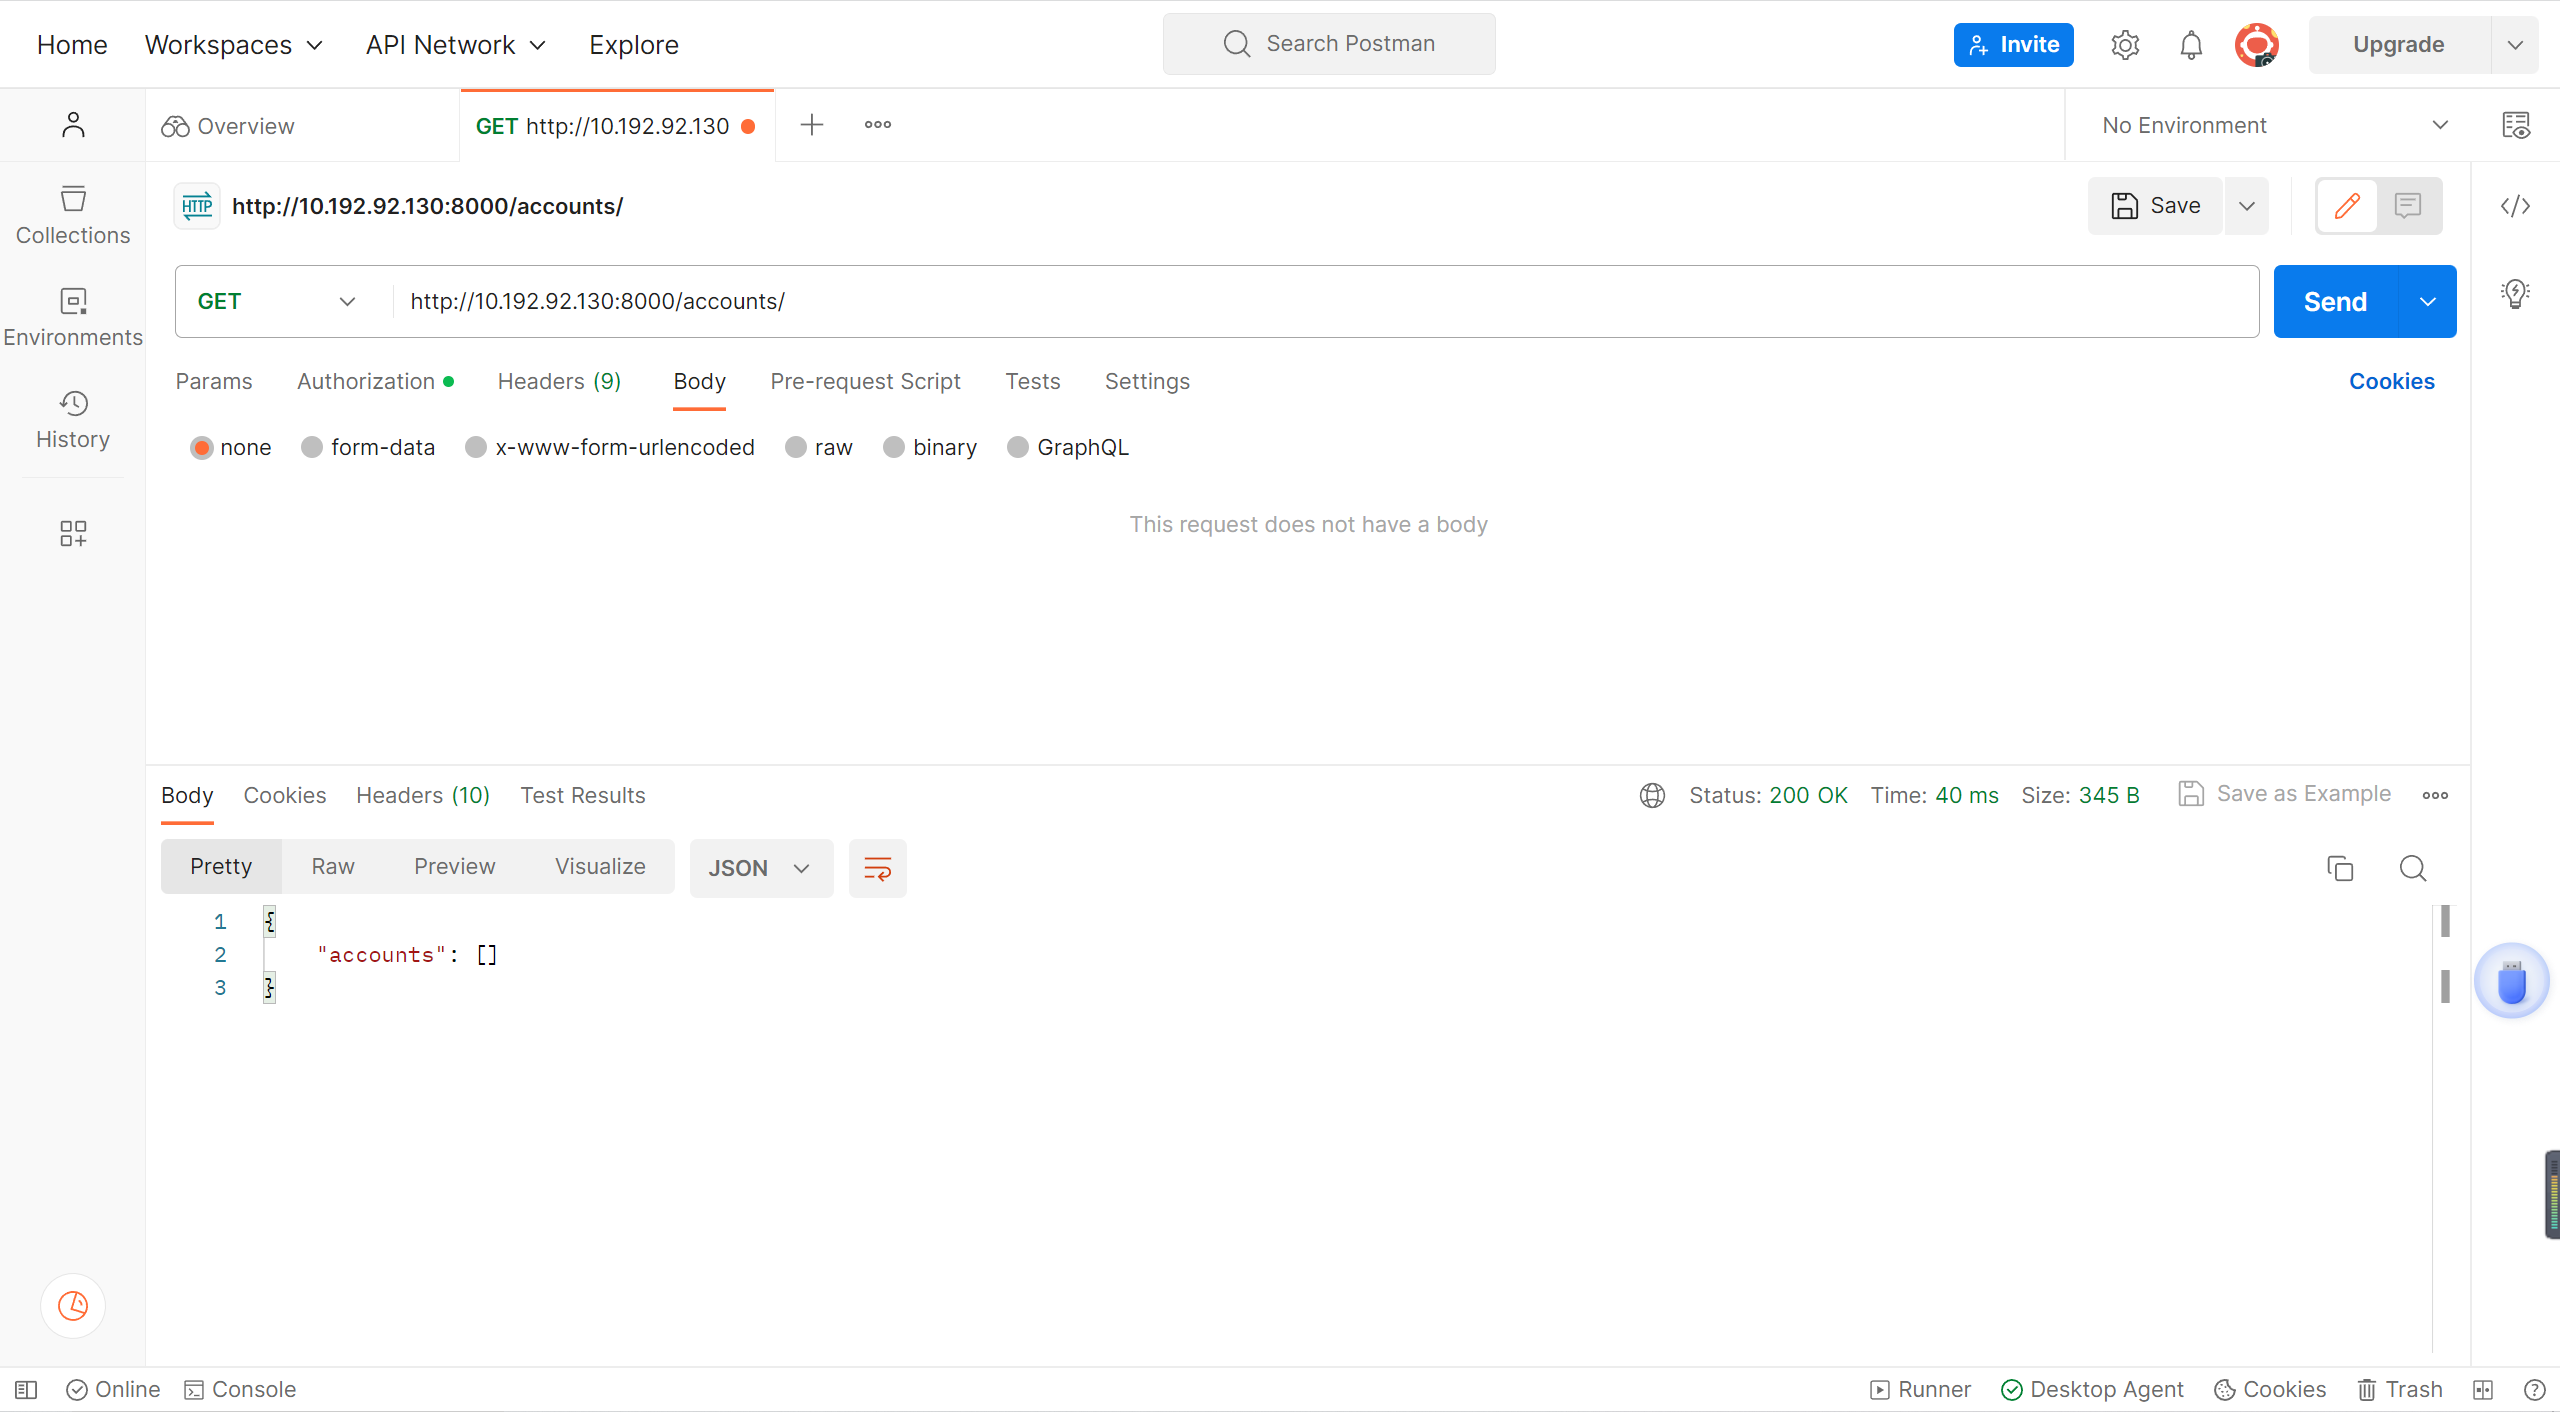 Home Workspaces API Network Explore Search Postman Invite Upgrade
Overview GET http://10.192.92.130 No Environment
HTTP http://10.192.92.130:8000/accounts/ Save
Collections
GET http://10.192.92.130:8000/accounts/ Send
Environments
Params Authorization Headers (9) Body Pre-request Script Tests Settings Cookies
History
none form-data x-www-form-urlencoded raw binary GraphQL
This request does not have a body
Body Cookies Headers (10) Test Results Status: 200 OK Time: 40 ms Size: 345 B Save as Example
Pretty Raw Preview Visualize JSON
1 {
2 "accounts": []
3 }
Online Console Runner Desktop Agent Cookies Trash